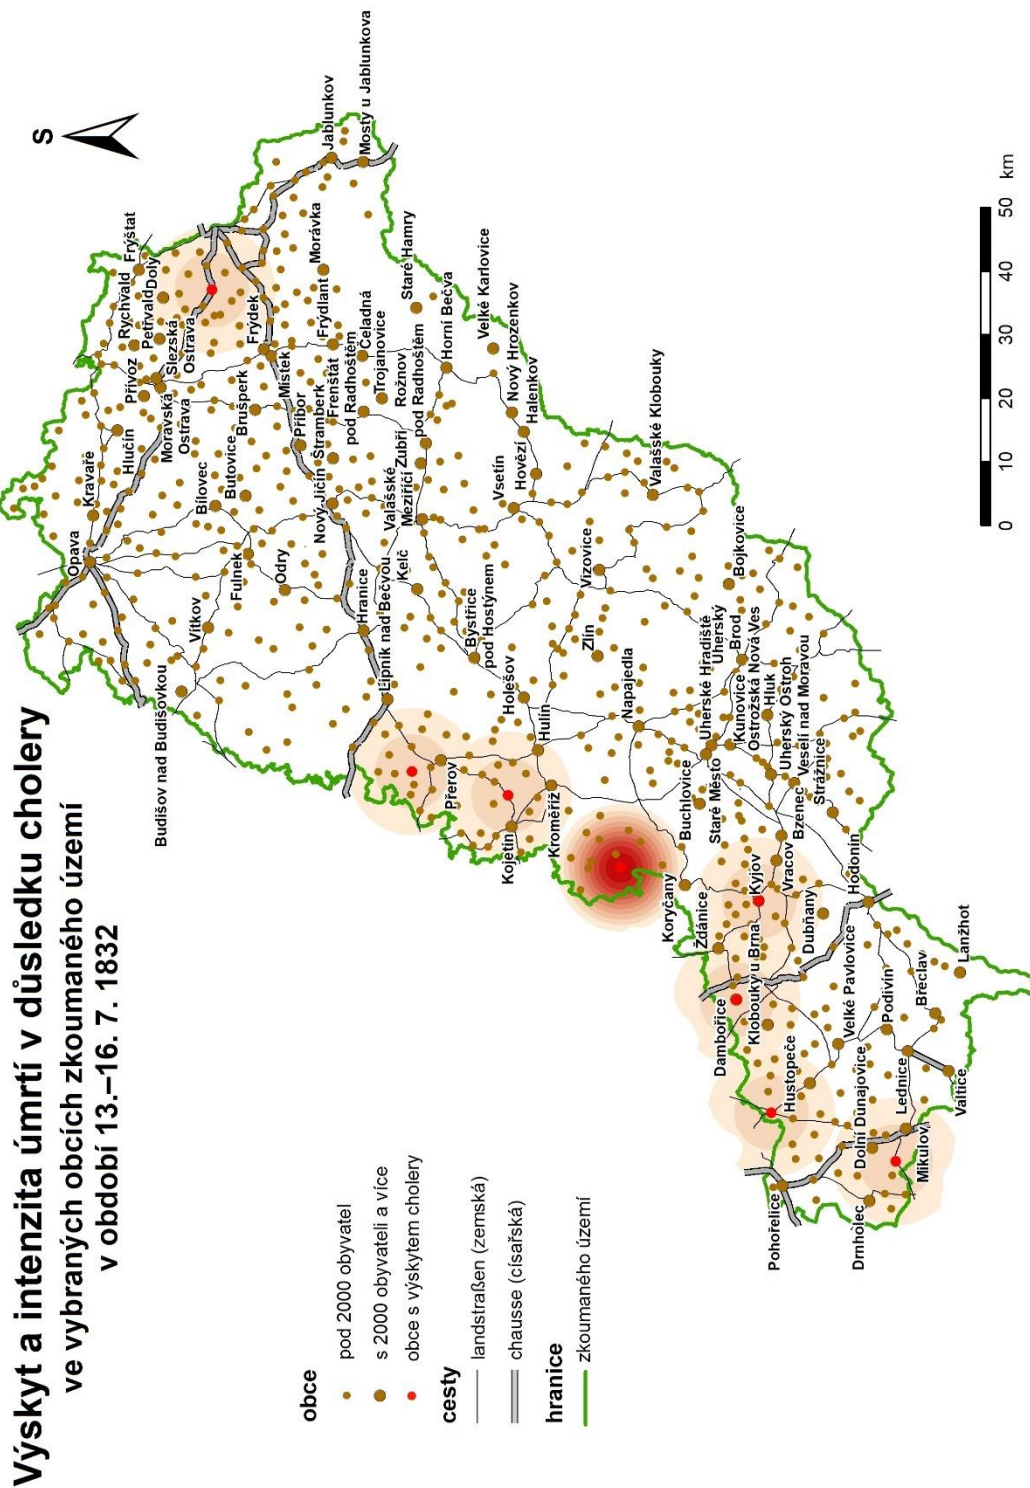 Výskyt a intenzita úmrtí v důsledku cholery
ve vybraných obcích zkoumaného území
v období 13.–16. 7. 1832
S
obce
pod 2000 obyvatel
s 2000 obyvateli a více
obce s výskytem cholery
cesty
landstraßen (zemská)
chausse (císařská)
hranice
zkoumaného území
Opava
Kravaře
Hlučín
Přívoz
Rychvald
Frýštat
Petřvald
Doly
Slezská
Ostrava
Moravská
Ostrava
Budišov nad Budišovkou
Vítkov
Bílovec
Butovice
Fulnek
Brušperk
Frýdek
Místek
Odry
Příbor
Nový Jičín
Štramberk
Frenštát
pod Radhoštěm
Frýdlant
Morávka
Jablunkov
Mosty u Jablunkova
Čeladná
Trojanovice
Hranice
Lipník nad Bečvou
Kelč
Valašské
Meziříčí
Zubří
Rožnov
pod Radhoštěm
Staré Hamry
Horní Bečva
Přerov
Bystřice
pod Hostýnem
Velké Karlovice
Nový Hrozenkov
Halenkov
Hovězí
Vsetín
Holešov
Kojetín
Hulín
Kroměříž
Vizovice
Zlín
Napajedla
Valašské Klobouky
Koryčany
Buchlovice
Staré Město
Uherské Hradiště
Uherský
Brod
Bojkovice
Kunovice
Ostrožská Nová Ves
Hluk
Uherský Ostroh
Veselí nad Moravou
Strážnice
Ždánice
Kyjov
Vracov
Bzenec
Dambořice
Klobouky u Brna
Dubňany
Hodonín
Hustopeče
Velké Pavlovice
Pohořelice
Dolní Dunajovice
Podivín
Břeclav
Lanžhot
Drnholec
Lednice
Mikulov
Valtice
0
10
20
30
40
50
km